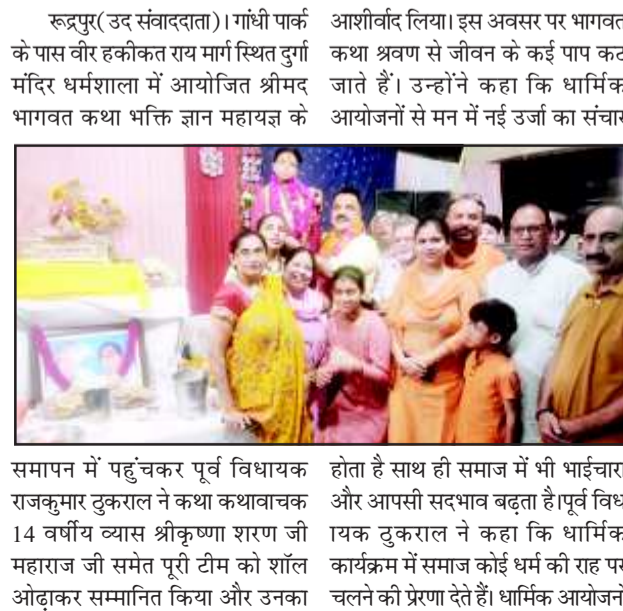 रूद्रपुर(उद संवाददाता)। गांधी पार्क
के पास वीर हकीकत राय मार्ग स्थित दुर्गा
मंदिर धर्मशाला में आयोजित श्रीमद
भागवत कथा भक्ति ज्ञान महायज्ञ के
समापन में पहुंचकर पूर्व विधायक
राजकुमार ठुकराल ने कथा कथावाचक
14 वर्षीय व्यास श्रीकृष्णा शरण जी
महाराज जी समेत पूरी टीम को शॉल
ओढ़ाकर सम्मानित किया और उनका
आशीर्वाद लिया। इस अवसर पर भागवत
कथा श्रवण से जीवन के कई पाप कट
जाते हैं। उन्होंने कहा कि धार्मिक
आयोजनों से मन में नई उर्जा का संचार
होता है साथ ही समाज में भी भाईचारा
और आपसी सदभाव बढ़ता है।पूर्व विध
ायक ठुकराल ने कहा कि धार्मिक
कार्यक्रम में समाज कोई धर्म की राह पर
चलने की प्रेरणा देते हैं। धार्मिक आयोजनों